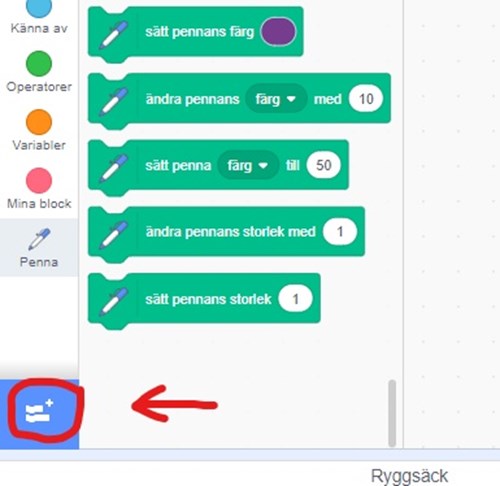 Känna av
Operatorer
Variabler
Mina block
Penna
sätt pennans färg
ändra pennans färg med 10
sätt penna färg till 50
ändra pennans storlek med 1
sätt pennans storlek 1
Ryggsäck